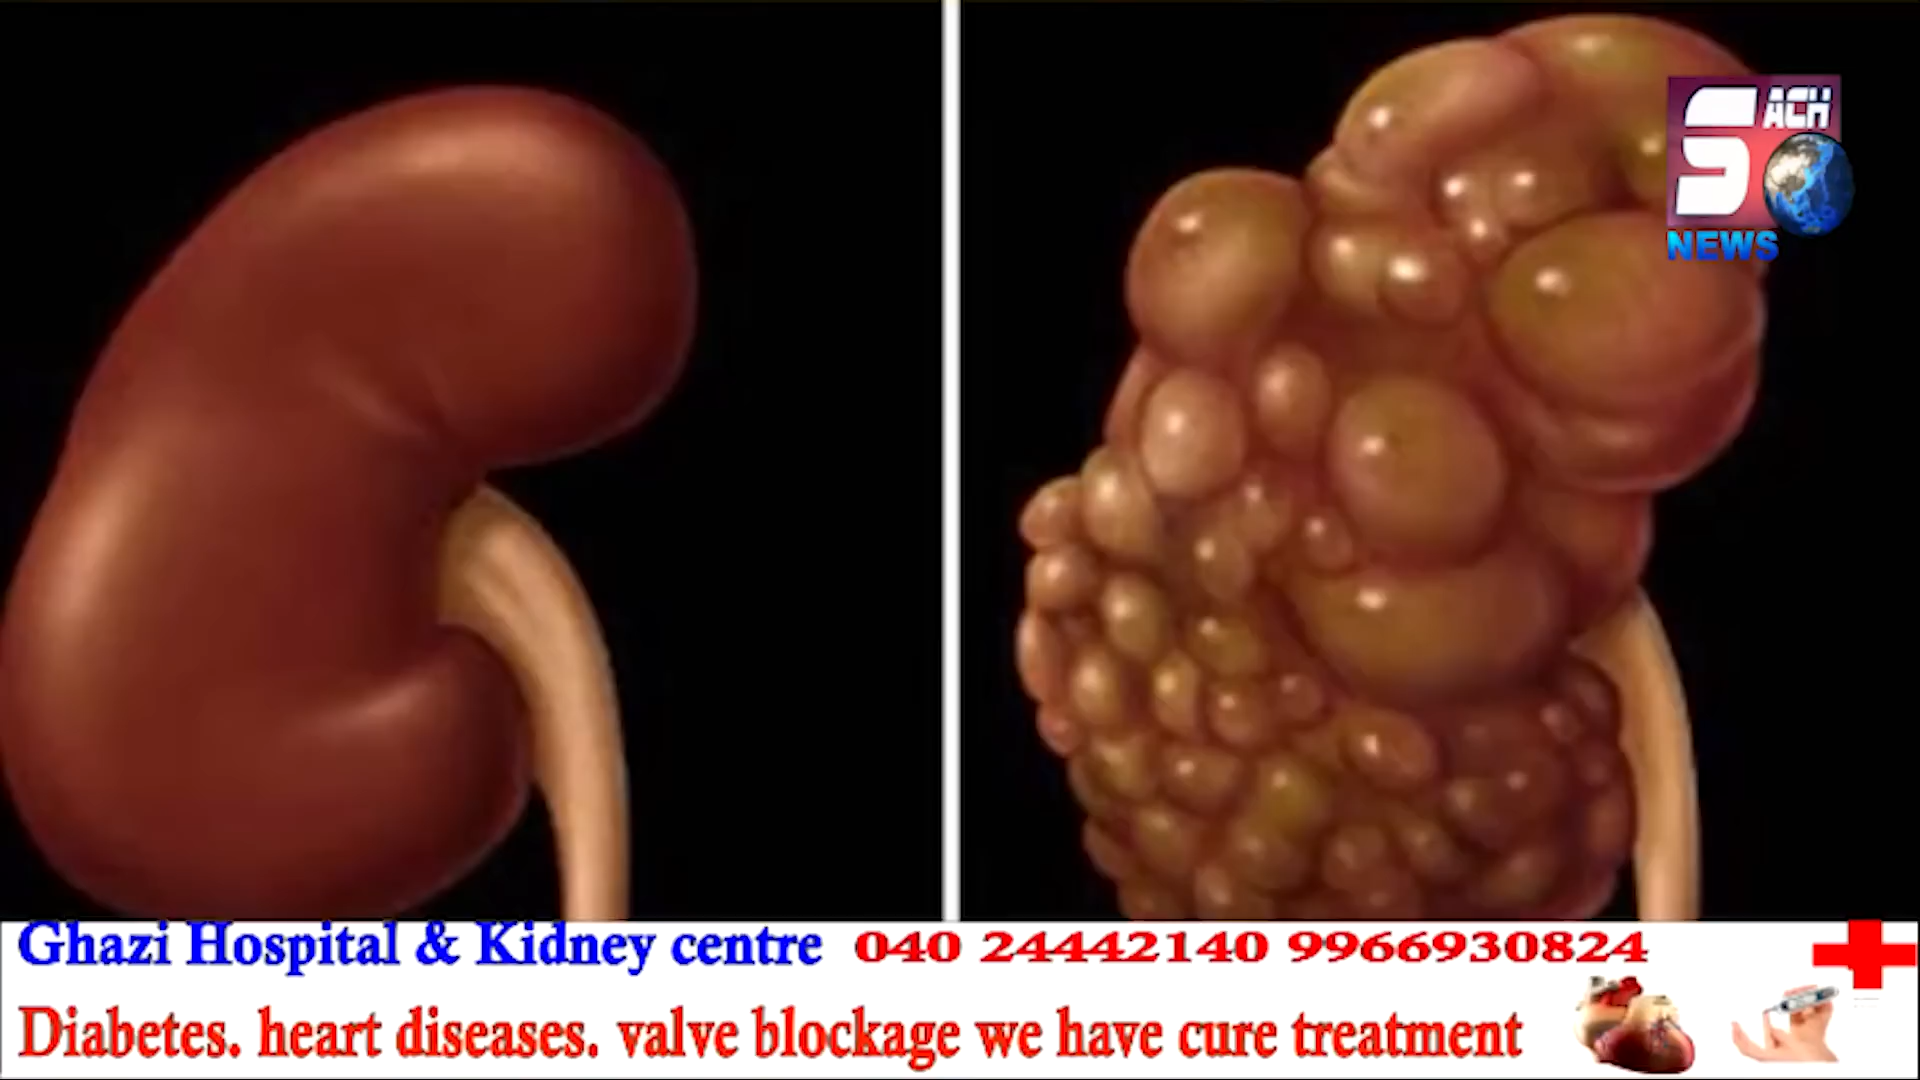 SACH
NEWS
Ghazi Hospital & Kidney centre 040 24442140 9966930824
Diabetes. heart diseases. valve blockage we have cure treatment